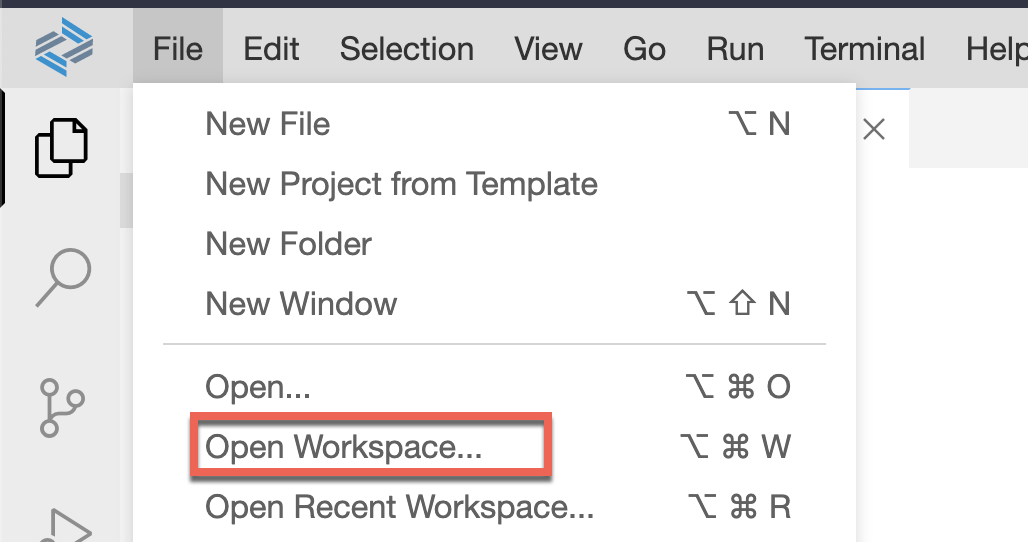 File Edit Selection View Go Run Terminal Help
New File ⌥ N
New Project from Template
New Folder
New Window ⌥ ⇧ N
Open... ⌥ ⌘ O
Open Workspace... ⌥ ⌘ W
Open Recent Workspace... ⌥ ⌘ R